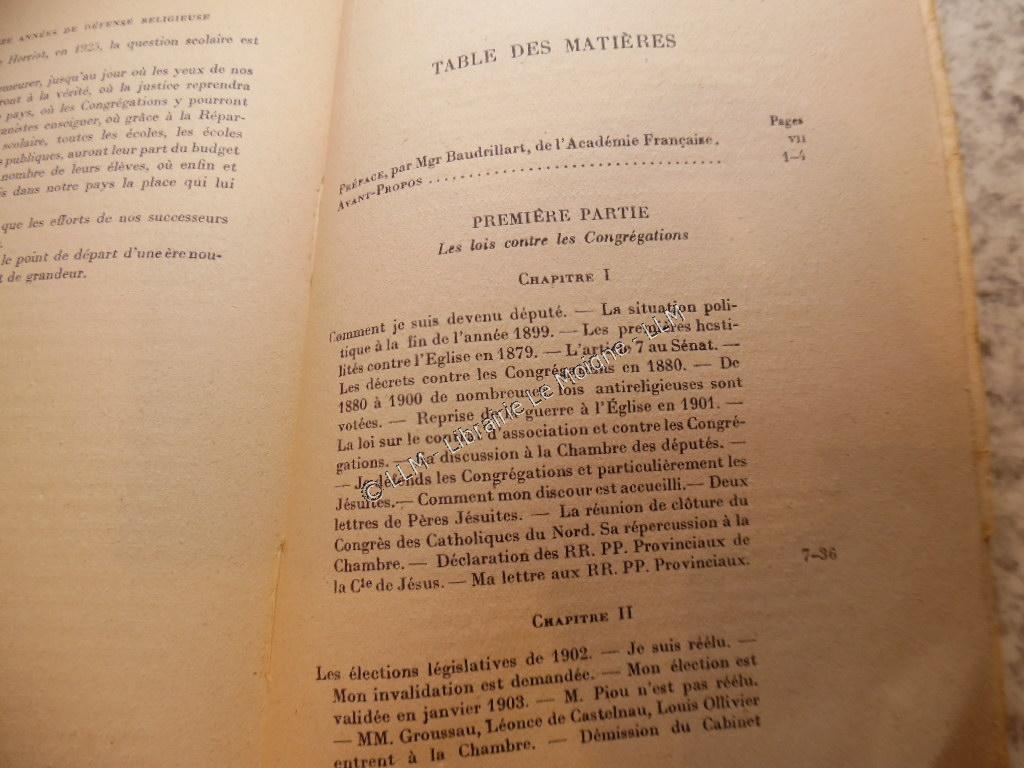 ZE ANNÉES DE DÉFENSE RELIGIEUSE
Herriot, en 1925, la question scolaire est
meurer, jusqu'au jour où les yeux de nos
ront à la vérité, où la justice reprendra
pays, où les Congrégations y pourront
anistes enseigner, où grâce à la Répar-
scolaire, toutes les écoles, les écoles
s publiques, auront leur part du budget
nombre de leurs élèves, où enfin et
is dans notre pays la place qui lui
que les efforts de nos successeurs
le point de départ d'une ère nou-
t de grandeur.
TABLE DES MATIÈRES
Pages
PRÉFACE, par Mgr Baudrillart, de l'Académie Française. VII
AVANT-PROPOS .......................................... 1-4
PREMIÈRE PARTIE
Les lois contre les Congrégations
CHAPITRE I
Comment je suis devenu député. — La situation poli-
tique à la fin de l'année 1899. — Les premières hosti-
lités contre l'Église en 1879. — L'article 7 au Sénat. —
Les décrets contre les Congrégations en 1880. — De
1880 à 1900 de nombreuses lois antireligieuses sont
votées. — Reprise de la guerre à l'Église en 1901. —
La loi sur le contrat d'association et contre les Congré-
gations. — Sa discussion à la Chambre des députés. —
— Je défends les Congrégations et particulièrement les
Jésuites. — Comment mon discour est accueilli. — Deux
lettres de Pères Jésuites. — La réunion de clôture du
Congrès des Catholiques du Nord. Sa répercussion à la
Chambre. — Déclaration des RR. PP. Provinciaux de
la Cie de Jésus. — Ma lettre aux RR. PP. Provinciaux. 7-36
CHAPITRE II
Les élections législatives de 1902. — Je suis réélu. —
Mon invalidation est demandée. — Mon élection est
validée en janvier 1903. — M. Piou n'est pas réélu.
— MM. Groussau, Léonce de Castelnau, Louis Ollivier
entrent à la Chambre. — Démission du Cabinet
© LLM - Librairie Le Moione - LLM